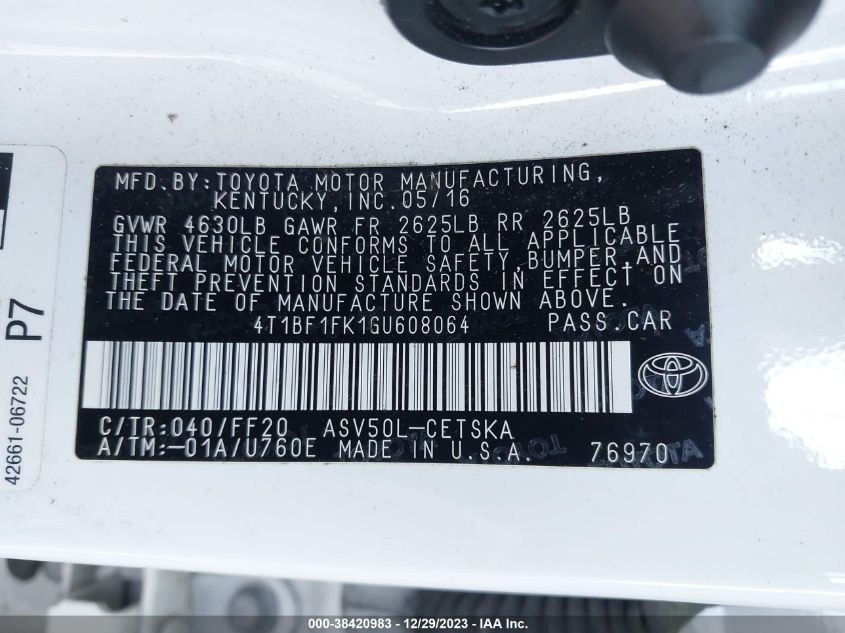 MFD.BY:TOYOTA MOTOR MANUFACTURING,
KENTUCKY, INC. 05/16
GVWR 4630LB GAWR FR 2625LB RR 2625LB
THIS VEHICLE CONFORMS TO ALL APPLICABLE
FEDERAL MOTOR VEHICLE SAFETY, BUMPER, AND
THEFT PREVENTION STANDARDS IN EFFECT ON
THE DATE OF MANUFACTURE SHOWN ABOVE.
4T1BF1FK1GU608064 PASS.CAR
C/TR:040/FF20 ASV50L-CETSKA
A/TM:-01A/U760E MADE IN U.S.A. 76970
42661-06722
P7
000-38420983 - 12/29/2023 - IAA Inc.